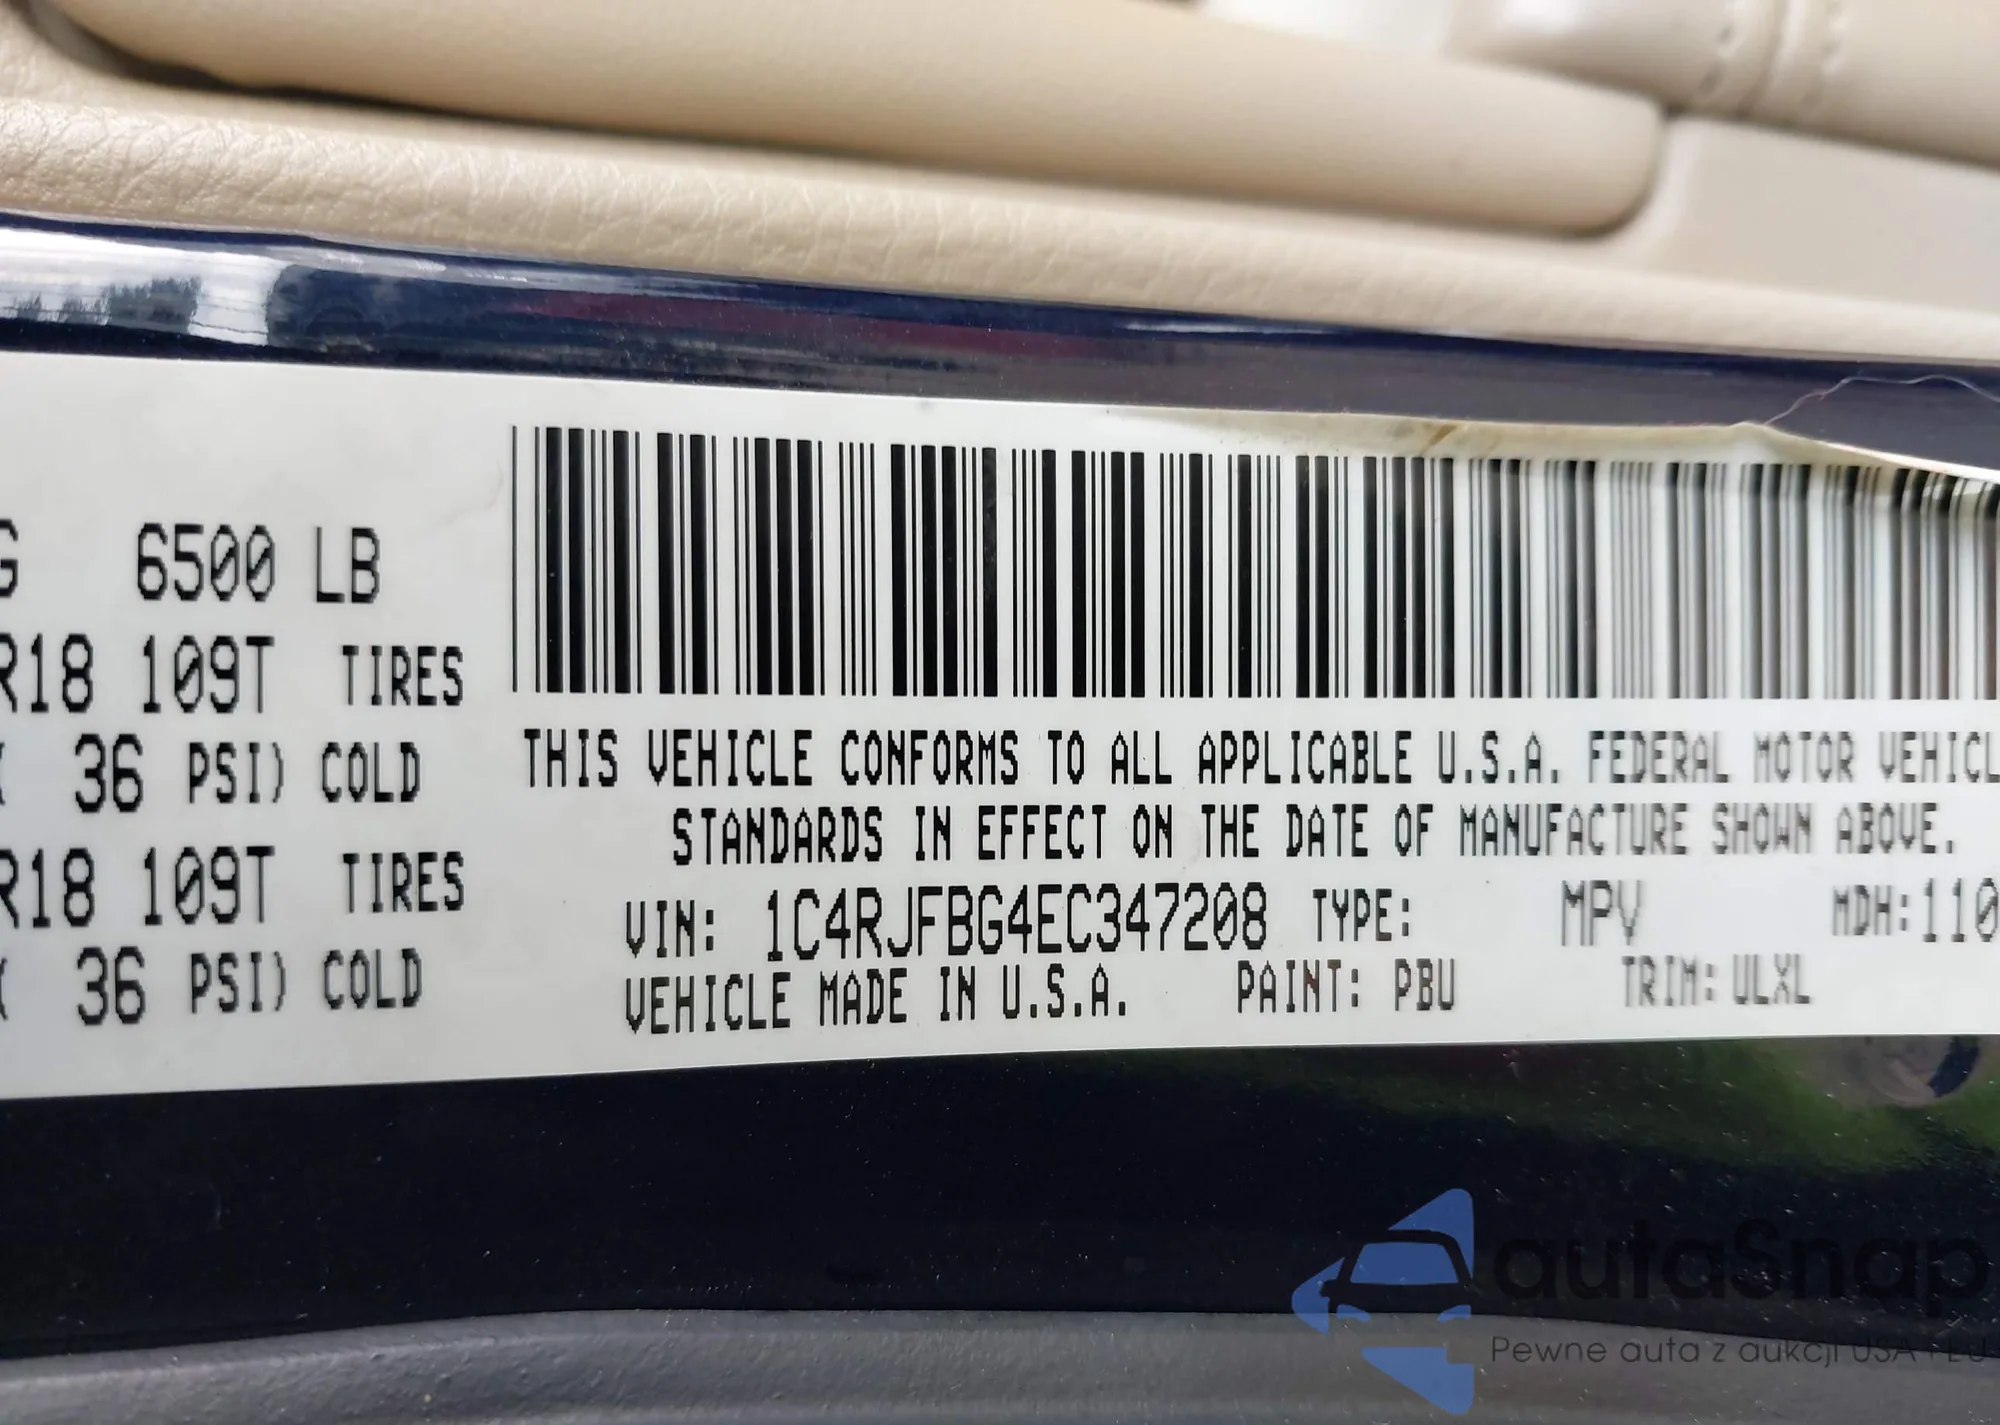 G 6500 LB
R18 109T TIRES
36 PSI) COLD
R18 109T TIRES
36 PSI) COLD
THIS VEHICLE CONFORMS TO ALL APPLICABLE U.S.A. FEDERAL MOTOR VEHICL
STANDARDS IN EFFECT ON THE DATE OF MANUFACTURE SHOWN ABOVE.
VIN: 1C4RJFBG4EC347208 TYPE: MPV MDH:110
VEHICLE MADE IN U.S.A. PAINT: PBU TRIM: ULXL
autaSnap
Pewne auta z aukcji USA i EU